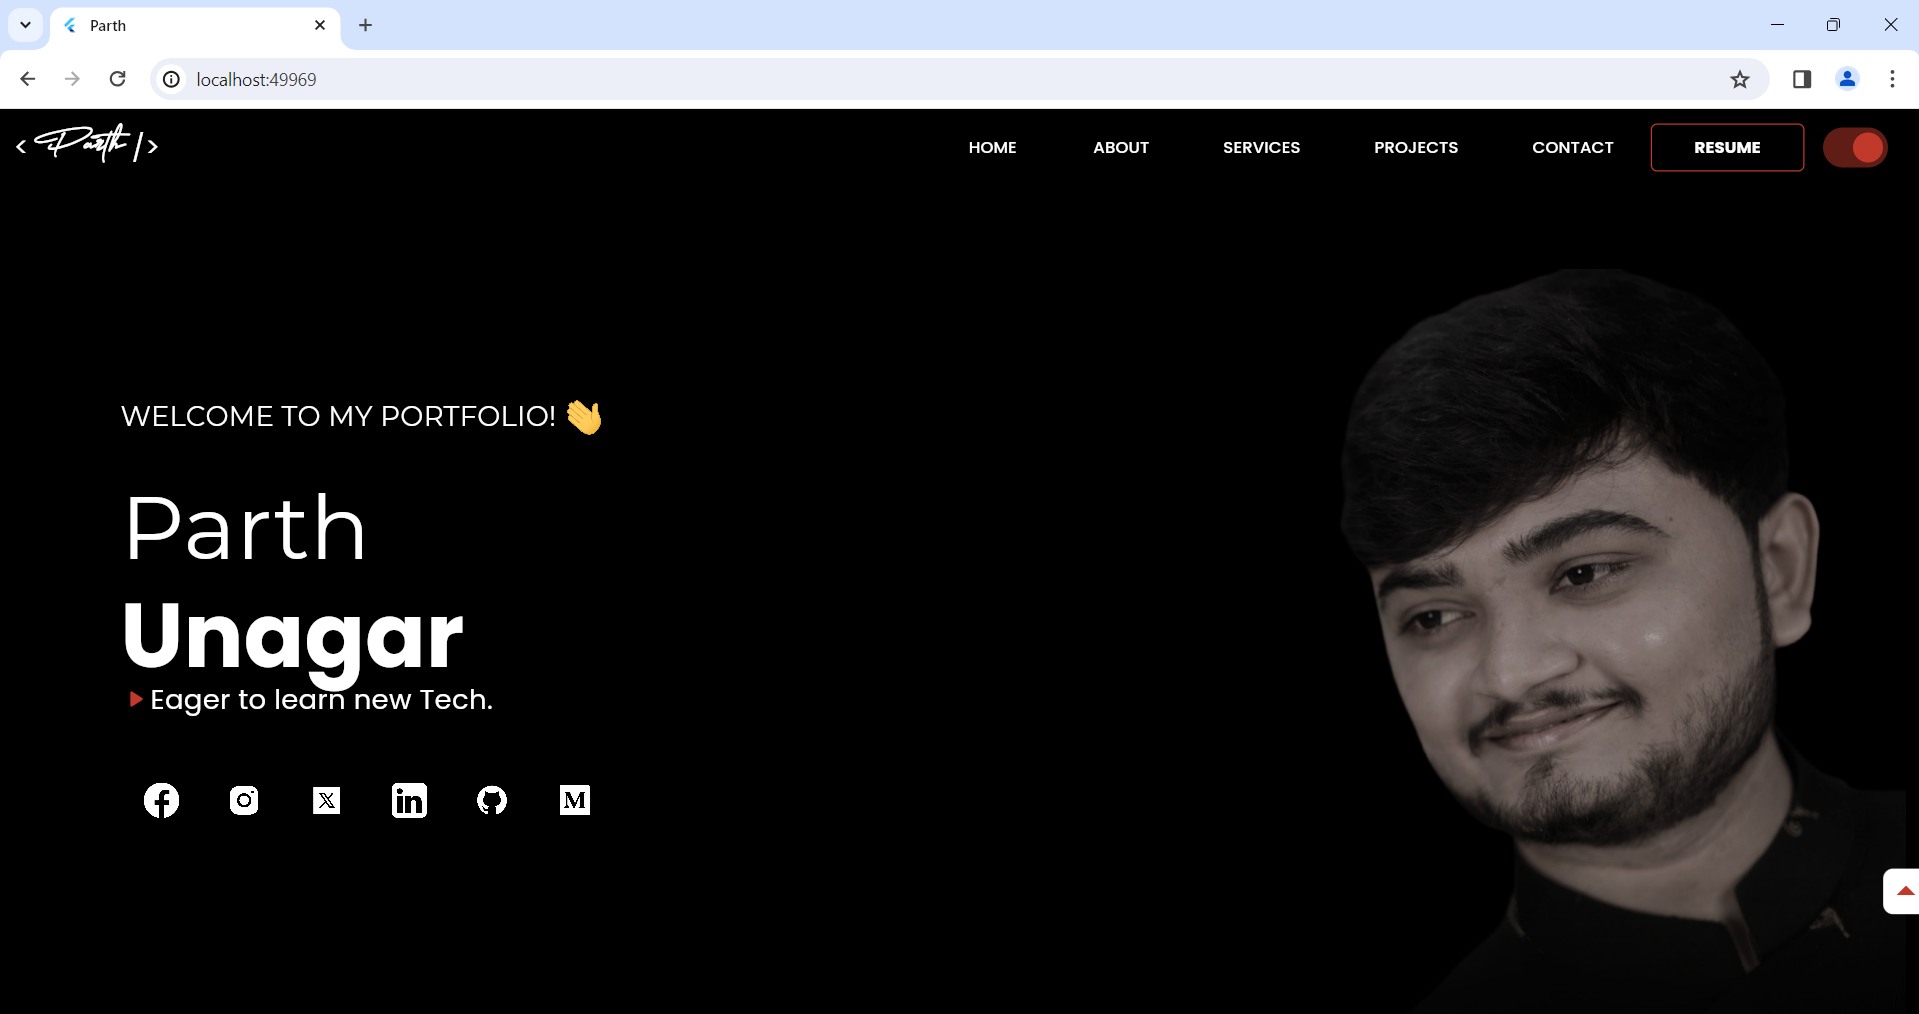 Parth
localhost:49969
< Parth />
HOME ABOUT SERVICES PROJECTS CONTACT RESUME
WELCOME TO MY PORTFOLIO! 👋
Parth
Unagar
Eager to learn new Tech.
in M